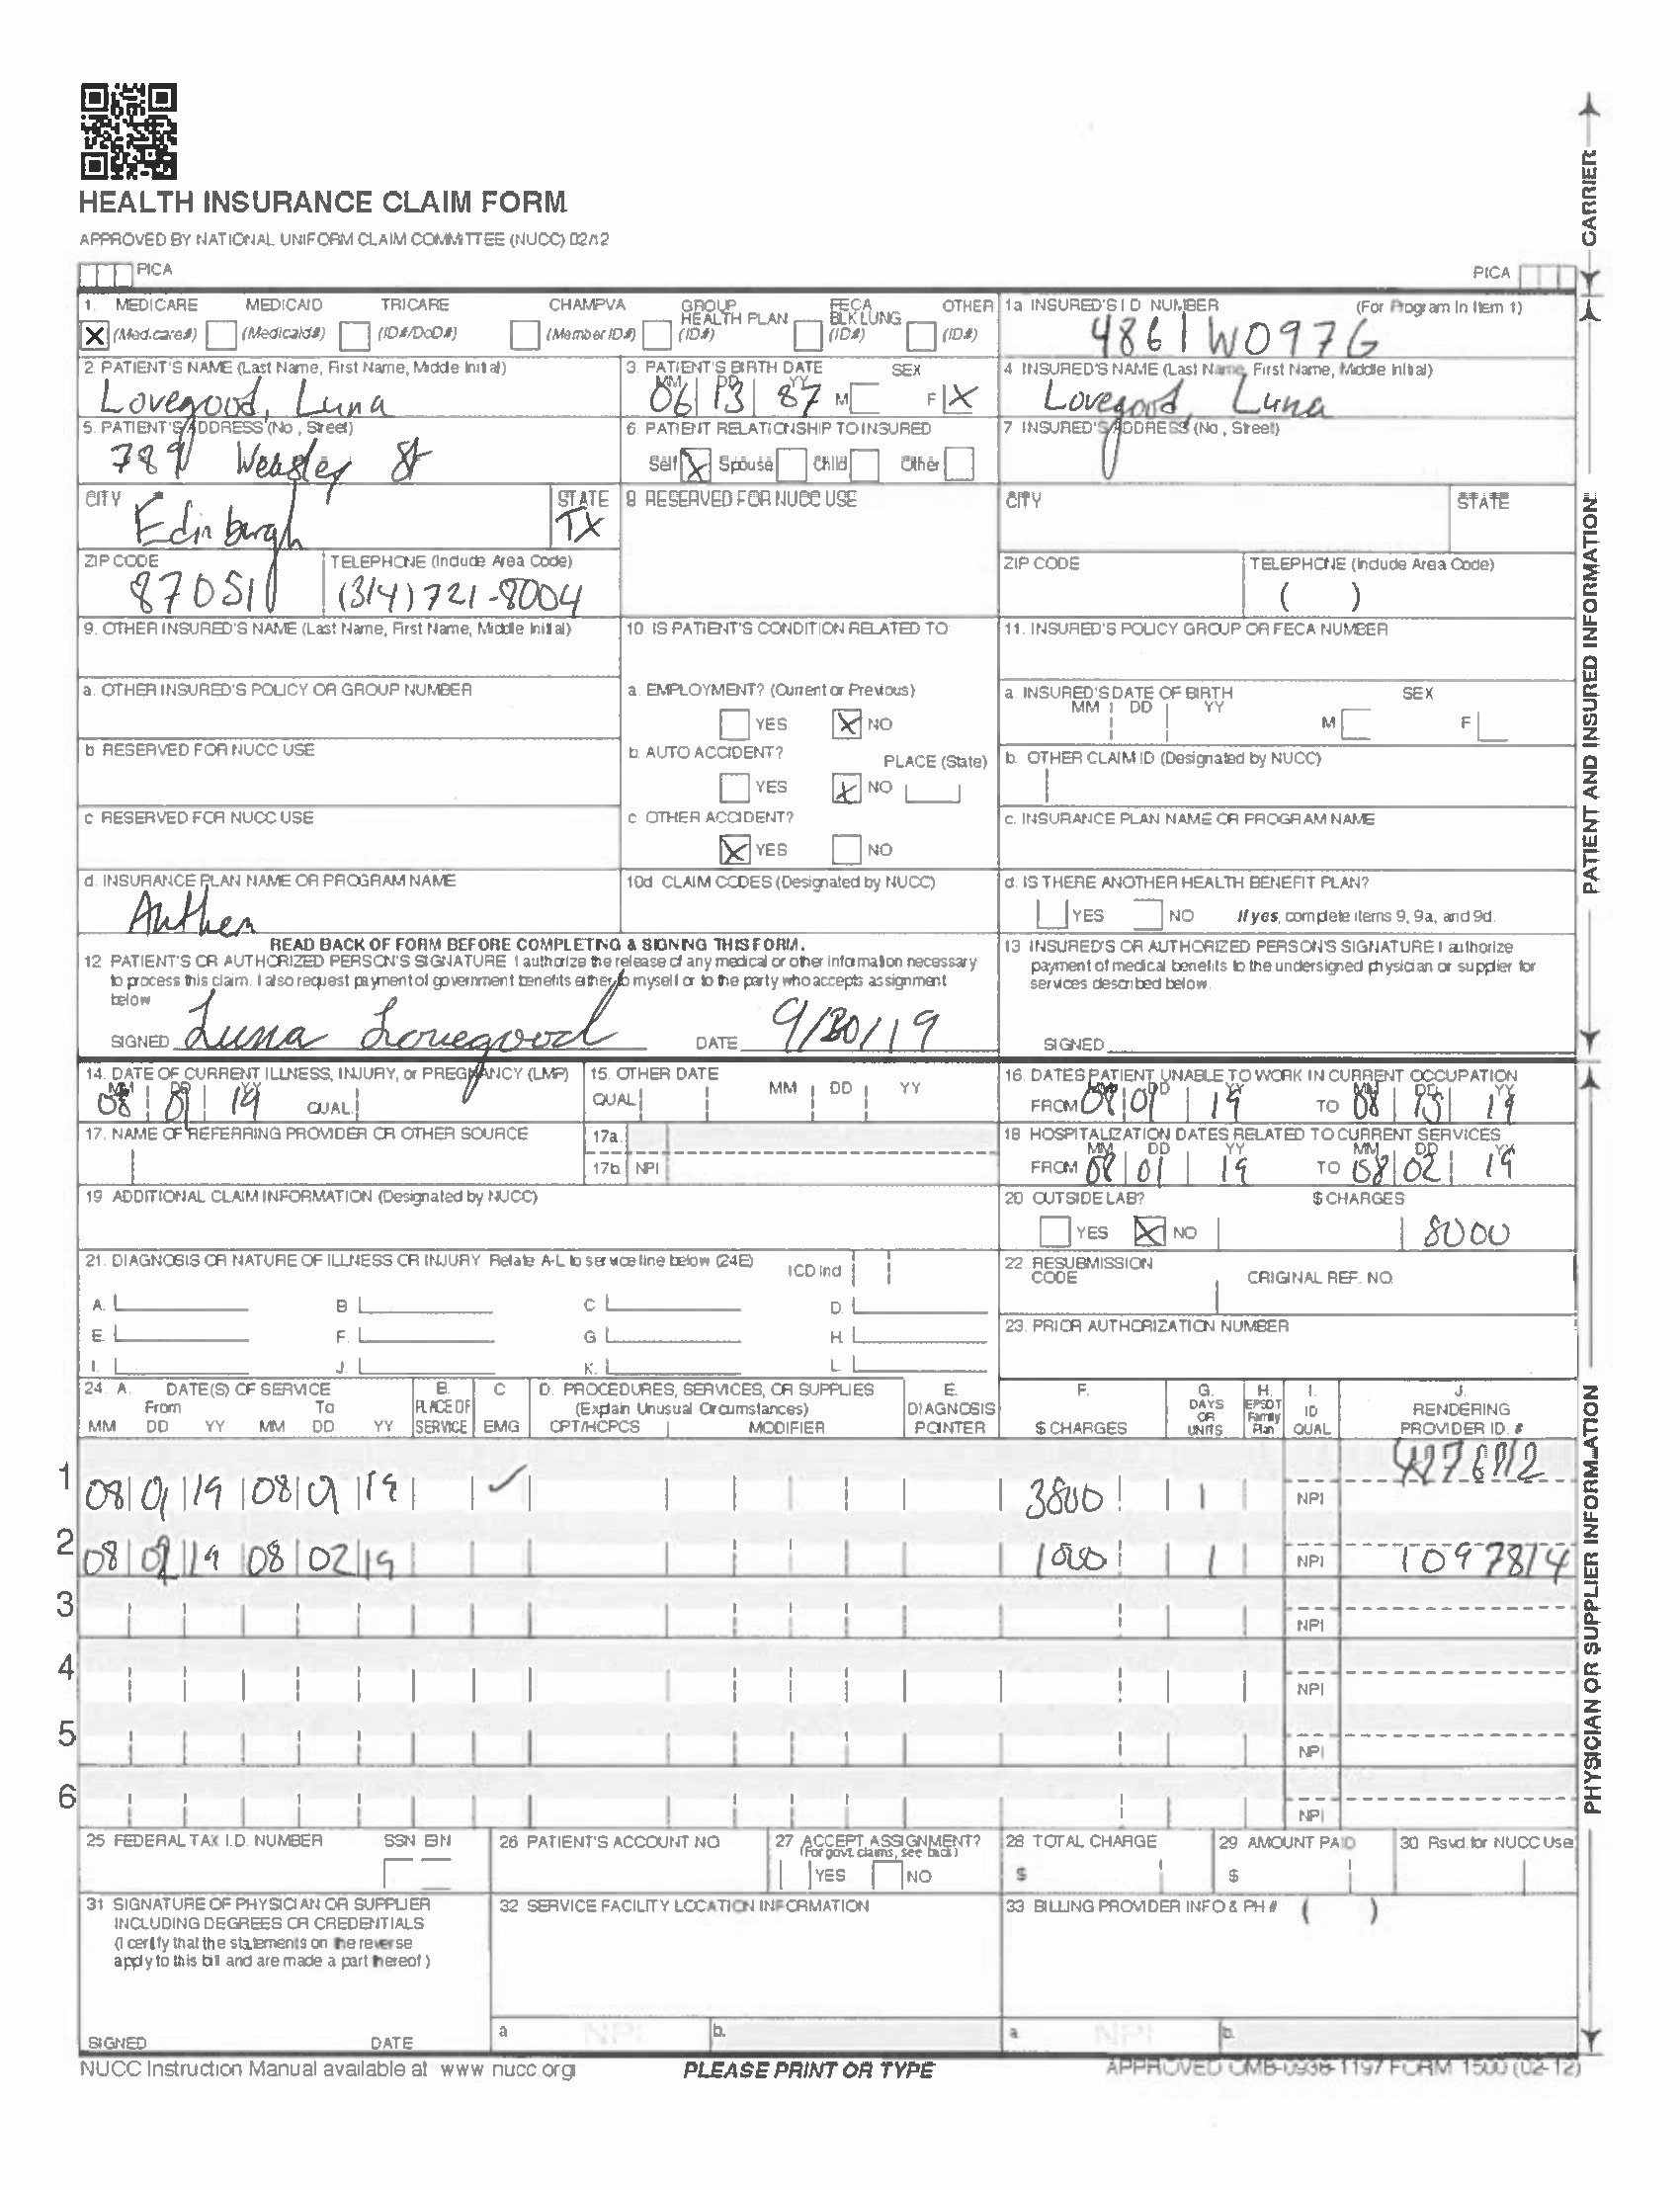 HEALTH INSURANCE CLAIM FORM
APPROVED BY NATIONAL UNIFORM CLAIM COMMITTEE (NUCC) 02/12
PICA
PICA
CARRIER
1. MEDICARE MEDICAID TRICARE CHAMPVA GROUP HEALTH PLAN FECA BLK LUNG OTHER
X (Medicare#) (Medicaid#) (ID#/DoD#) (Member ID#) (ID#) (ID#) (ID#)
1a INSURED'S I D NUMBER (For Program In Item 1)
4861W097G
2. PATIENT'S NAME (Last Name, First Name, Middle Initial)
Lovegood, Luna
3. PATIENT'S BIRTH DATE SEX
MM DD YY
06 13 87 M F X
4 INSURED'S NAME (Last Name, First Name, Middle Initial)
Lovegood, Luna
5. PATIENT'S ADDRESS (No , Street)
789 Weasley St
6. PATIENT RELATIONSHIP TO INSURED
Self X Spouse Child Other
7 INSURED'S ADDRESS (No , Street)
CITY
Edinburgh
STATE
TX
8 RESERVED FOR NUCC USE
CITY STATE
ZIP CODE
87051
TELEPHONE (Include Area Code)
(314) 721-8004
ZIP CODE TELEPHONE (Include Area Code)
( )
9. OTHER INSURED'S NAME (Last Name, First Name, Middle Initial)
10. IS PATIENT'S CONDITION RELATED TO
11. INSURED'S POLICY GROUP OR FECA NUMBER
a. OTHER INSURED'S POLICY OR GROUP NUMBER
a. EMPLOYMENT? (Current or Previous)
YES X NO
a. INSURED'S DATE OF BIRTH SEX
MM DD YY M F
b RESERVED FOR NUCC USE
b. AUTO ACCIDENT? PLACE (State)
YES X NO
b. OTHER CLAIM ID (Designated by NUCC)
c RESERVED FOR NUCC USE
c OTHER ACCIDENT?
X YES NO
c. INSURANCE PLAN NAME OR PROGRAM NAME
d. INSURANCE PLAN NAME OR PROGRAM NAME
Anthem
10d CLAIM CODES (Designated by NUCC)
d. IS THERE ANOTHER HEALTH BENEFIT PLAN?
YES NO If yes, complete items 9, 9a, and 9d.
PATIENT AND INSURED INFORMATION
READ BACK OF FORM BEFORE COMPLETING & SIGNING THIS FORM.
12 PATIENT'S OR AUTHORIZED PERSON'S SIGNATURE I authorize the release of any medical or other information necessary
to process this claim. I also request payment of government benefits either to myself or to the party who accepts assignment
below
SIGNED Luna Lovegood DATE 9/30/19
13 INSURED'S OR AUTHORIZED PERSON'S SIGNATURE I authorize
payment of medical benefits to the undersigned physician or supplier for
services described below.
SIGNED
14. DATE OF CURRENT ILLNESS, INJURY, or PREGNANCY (LMP)
MM DD YY
08 01 19 QUAL.
15. OTHER DATE
QUAL MM DD YY
16. DATES PATIENT UNABLE TO WORK IN CURRENT OCCUPATION
MM DD YY MM DD YY
FROM 08 01 19 TO 08 15 19
17. NAME OF REFERRING PROVIDER OR OTHER SOURCE
17a.
17b NPI
18 HOSPITALIZATION DATES RELATED TO CURRENT SERVICES
MM DD YY MM DD YY
FROM 08 01 19 TO 08 02 19
19 ADDITIONAL CLAIM INFORMATION (Designated by NUCC)
20 OUTSIDE LAB? $ CHARGES
YES X NO 8000
21. DIAGNOSIS OR NATURE OF ILLNESS OR INJURY Relate A-L to service line below (24E) ICD Ind
A. B C D.
E. F. G H.
I. J. K. L.
22. RESUBMISSION CODE ORIGINAL REF. NO.
23. PRIOR AUTHORIZATION NUMBER
24. A. DATE(S) OF SERVICE B. C D. PROCEDURES, SERVICES, OR SUPPLIES E. F. G. H. I. J.
From To PLACE OF (Explain Unusual Circumstances) DIAGNOSIS DAYS OR UNITS EPSDT Family Plan ID QUAL RENDERING
MM DD YY MM DD YY SERVICE EMG CPT/HCPCS MODIFIER POINTER $ CHARGES PROVIDER ID. #
1 08 01 19 08 01 19 ✓ 3800 1 NPI
2 08 02 19 08 02 19 1000 1 NPI 1097814
3 NPI
4 NPI
5 NPI
6 NPI
25 FEDERAL TAX I.D. NUMBER SSN EIN
26 PATIENT'S ACCOUNT NO
27 ACCEPT ASSIGNMENT?
(For govt. claims, see back)
YES NO
28 TOTAL CHARGE
$
29 AMOUNT PAID
$
30 Rsvd. for NUCC Use
31 SIGNATURE OF PHYSICIAN OR SUPPLIER
INCLUDING DEGREES OR CREDENTIALS
(I certify that the statements on the reverse
apply to this bill and are made a part thereof )
SIGNED DATE
32 SERVICE FACILITY LOCATION INFORMATION
a NPI b.
33 BILLING PROVIDER INFO & PH # ( )
a NPI b.
PHYSICIAN OR SUPPLIER INFORMATION
NUCC Instruction Manual available at www nucc.org
PLEASE PRINT OR TYPE
APPROVED OMB-0938-1197 FORM 1500 (02-12)